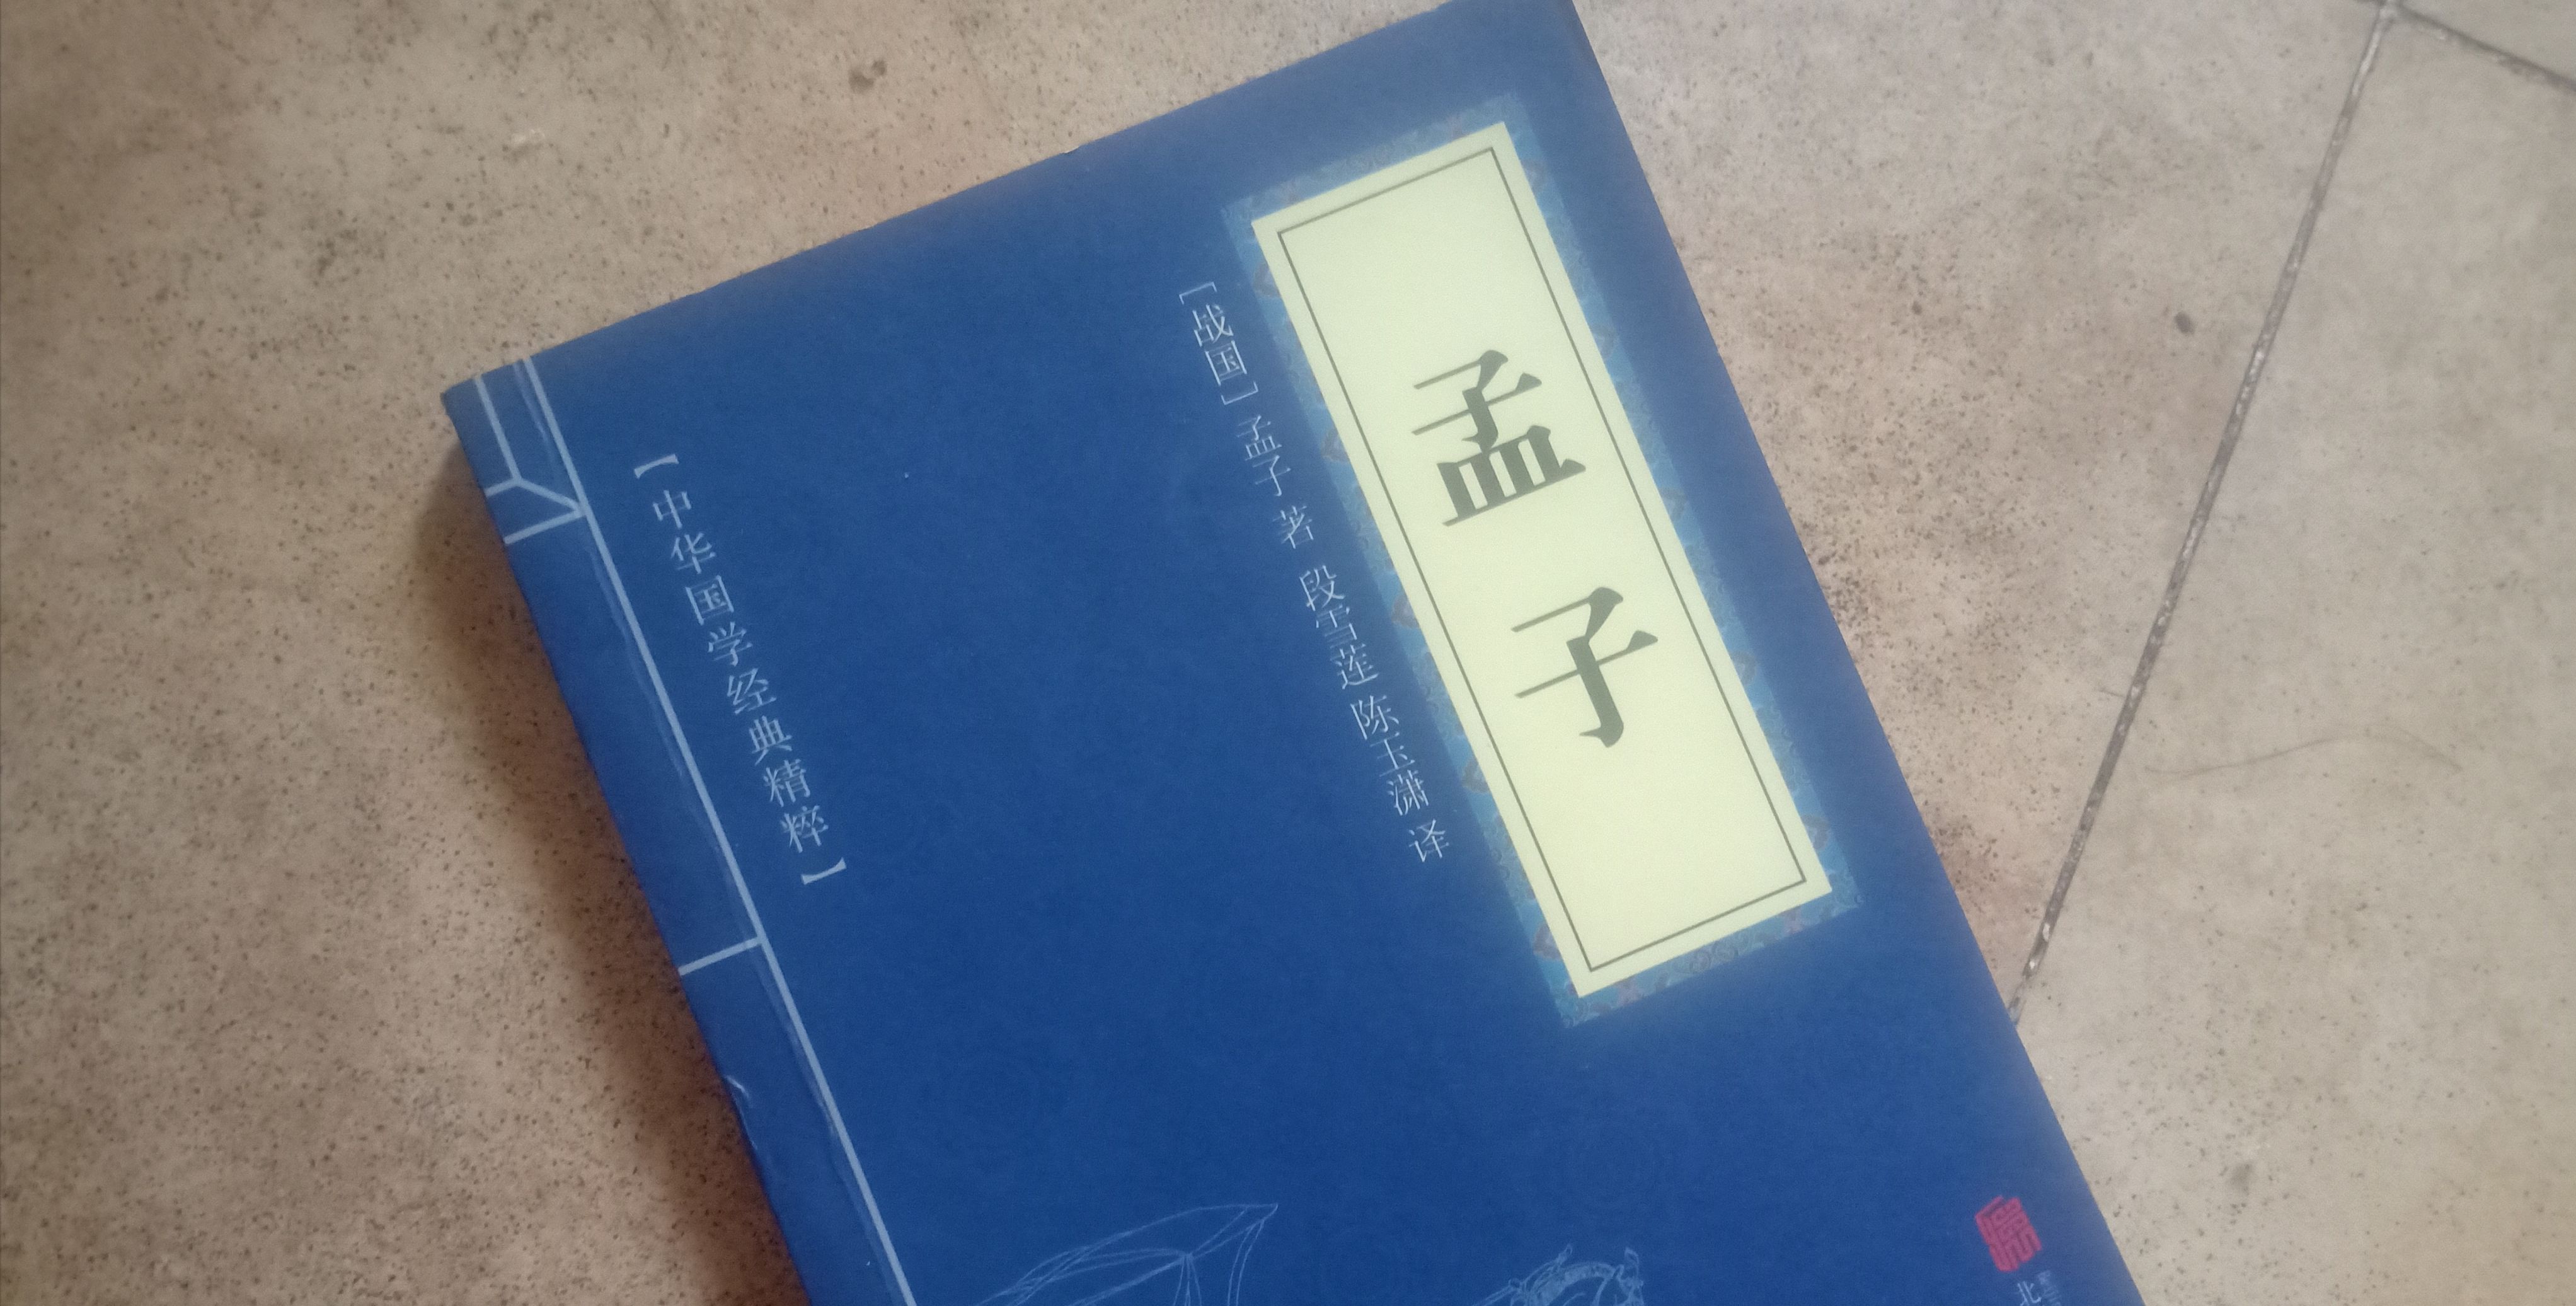 孟子
[战国] 孟子 著 段雪莲 陈玉潇 译
【中华国学经典精粹】
北